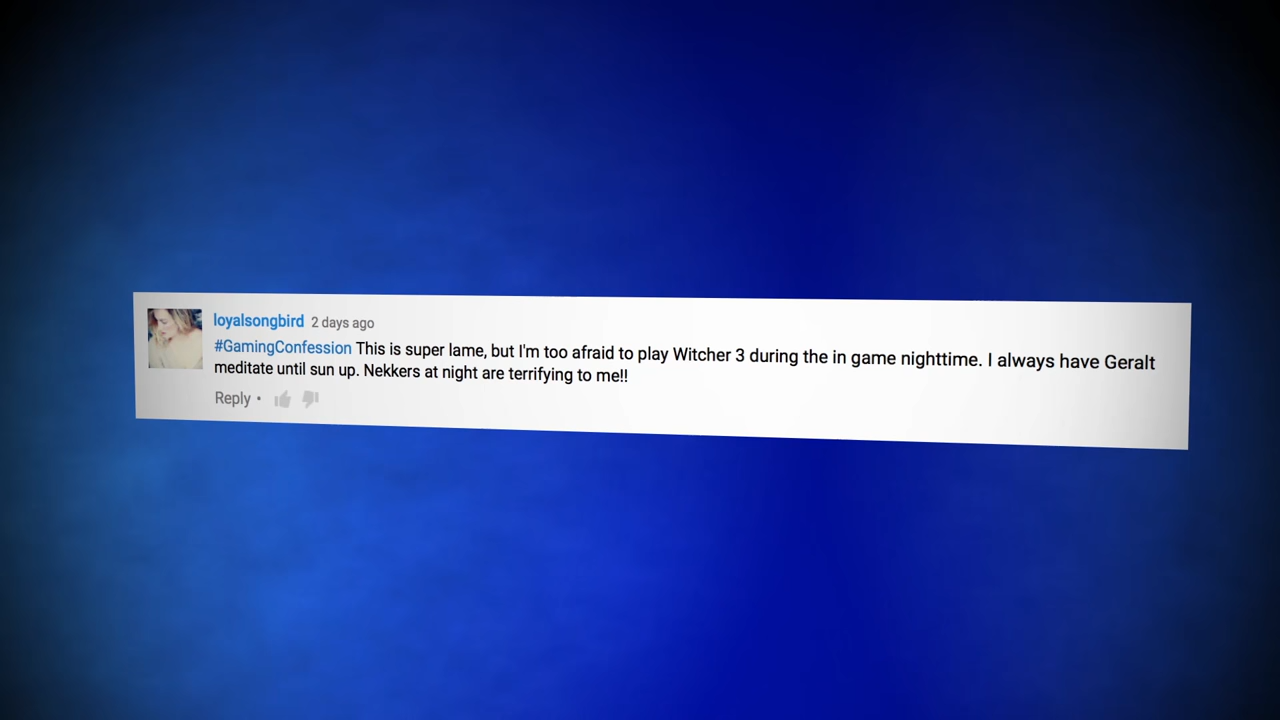 loyalsongbird 2 days ago
#GamingConfession This is super lame, but I'm too afraid to play Witcher 3 during the in game nighttime. I always have Geralt
meditate until sun up. Nekkers at night are terrifying to me!!
Reply •